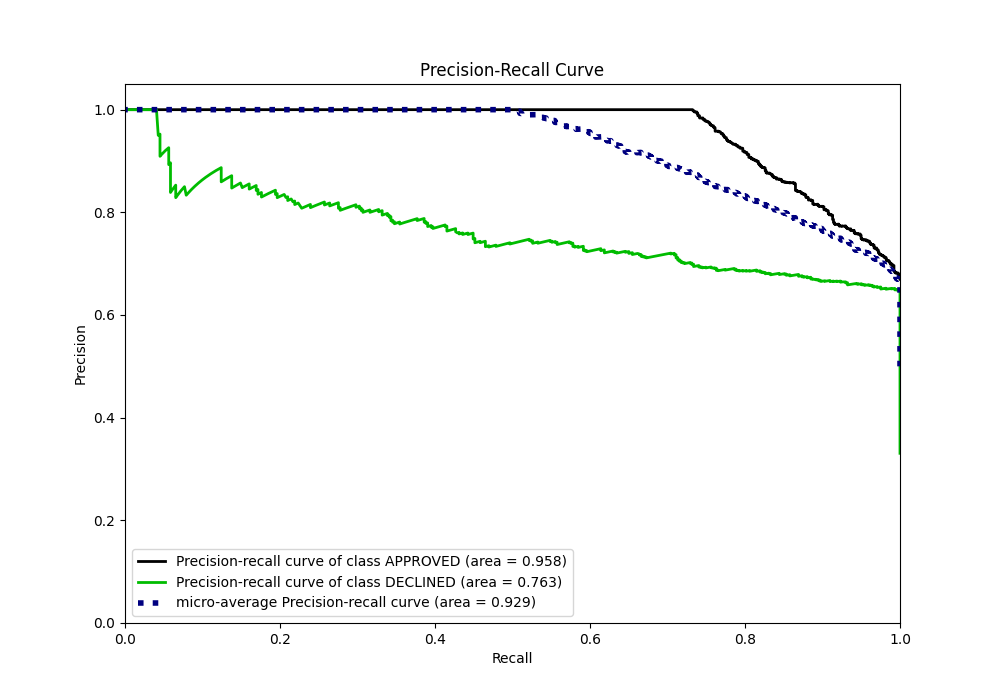 Precision-Recall Curve
1.0
0.8
0.6
0.4
0.2
0.0
Precision
Precision-recall curve of class APPROVED (area = 0.958)
Precision-recall curve of class DECLINED (area = 0.763)
micro-average Precision-recall curve (area = 0.929)
0.0 0.2 0.4 0.6 0.8 1.0
Recall